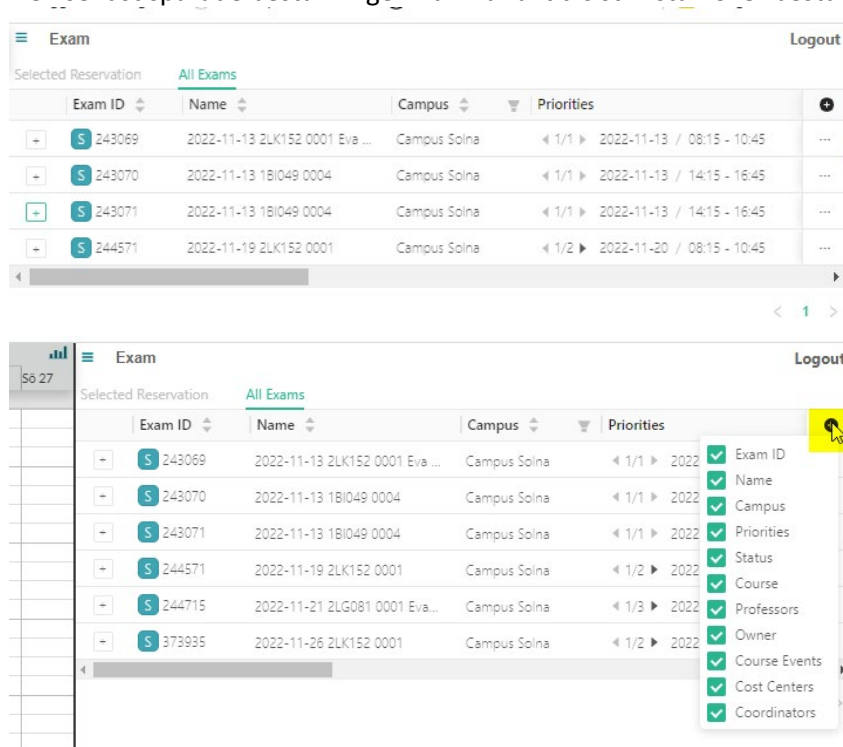 Exam Logout
Selected Reservation All Exams
Exam ID Name Campus Priorities
+ S 243069 2022-11-13 2LK152 0001 Eva ... Campus Solna 1/1 2022-11-13 / 08:15 - 10:45 ...
+ S 243070 2022-11-13 1BI049 0004 Campus Solna 1/1 2022-11-13 / 14:15 - 16:45 ...
+ S 243071 2022-11-13 1BI049 0004 Campus Solna 1/1 2022-11-13 / 14:15 - 16:45 ...
+ S 244571 2022-11-19 2LK152 0001 Campus Solna 1/2 2022-11-20 / 08:15 - 10:45 ...
< 1 >
Sö 27
Exam Logout
Selected Reservation All Exams
Exam ID Name Campus Priorities
+ S 243069 2022-11-13 2LK152 0001 Eva ... Campus Solna 1/1 2022
+ S 243070 2022-11-13 1BI049 0004 Campus Solna 1/1 2022
+ S 243071 2022-11-13 1BI049 0004 Campus Solna 1/1 2022
+ S 244571 2022-11-19 2LK152 0001 Campus Solna 1/2 2022
+ S 244715 2022-11-21 2LG081 0001 Eva... Campus Solna 1/3 2022
+ S 373935 2022-11-26 2LK152 0001 Campus Solna 1/2 2022
Exam ID
Name
Campus
Priorities
Status
Course
Professors
Owner
Course Events
Cost Centers
Coordinators